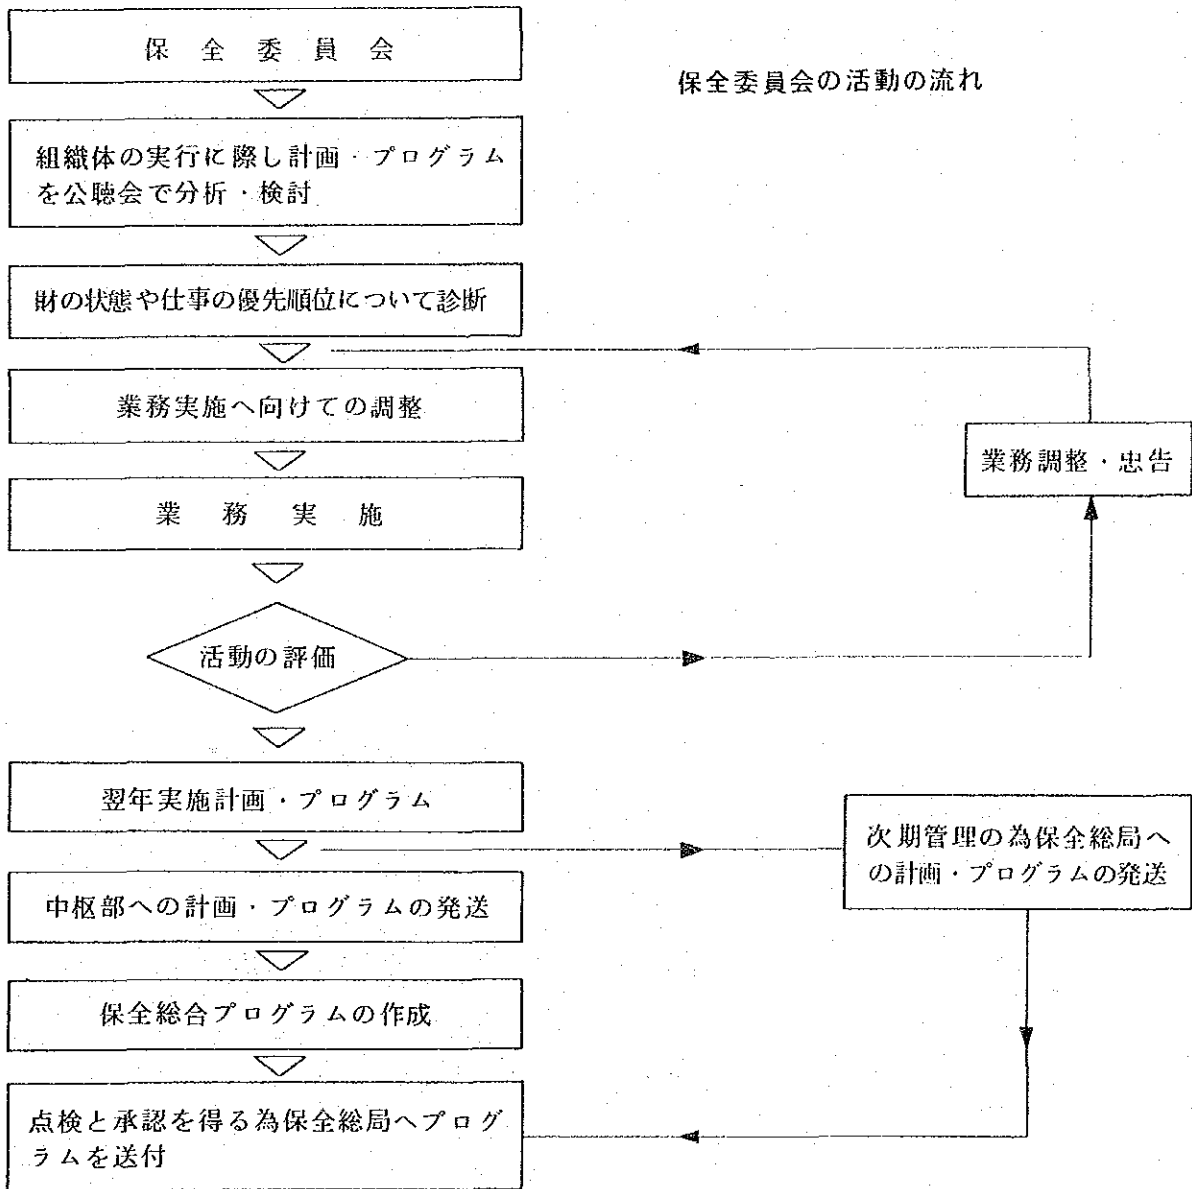 保全委員会
保全委員会の活動の流れ
組織体の実行に際し計画・プログラム
を公聴会で分析・検討
財の状態や仕事の優先順位について診断
業務実施へ向けての調整
業務調整・忠告
業務実施
活動の評価
翌年実施計画・プログラム
次期管理の為保全総局へ
の計画・プログラムの発送
中枢部への計画・プログラムの発送
保全総合プログラムの作成
点検と承認を得る為保全総局へプログ
ラムを送付